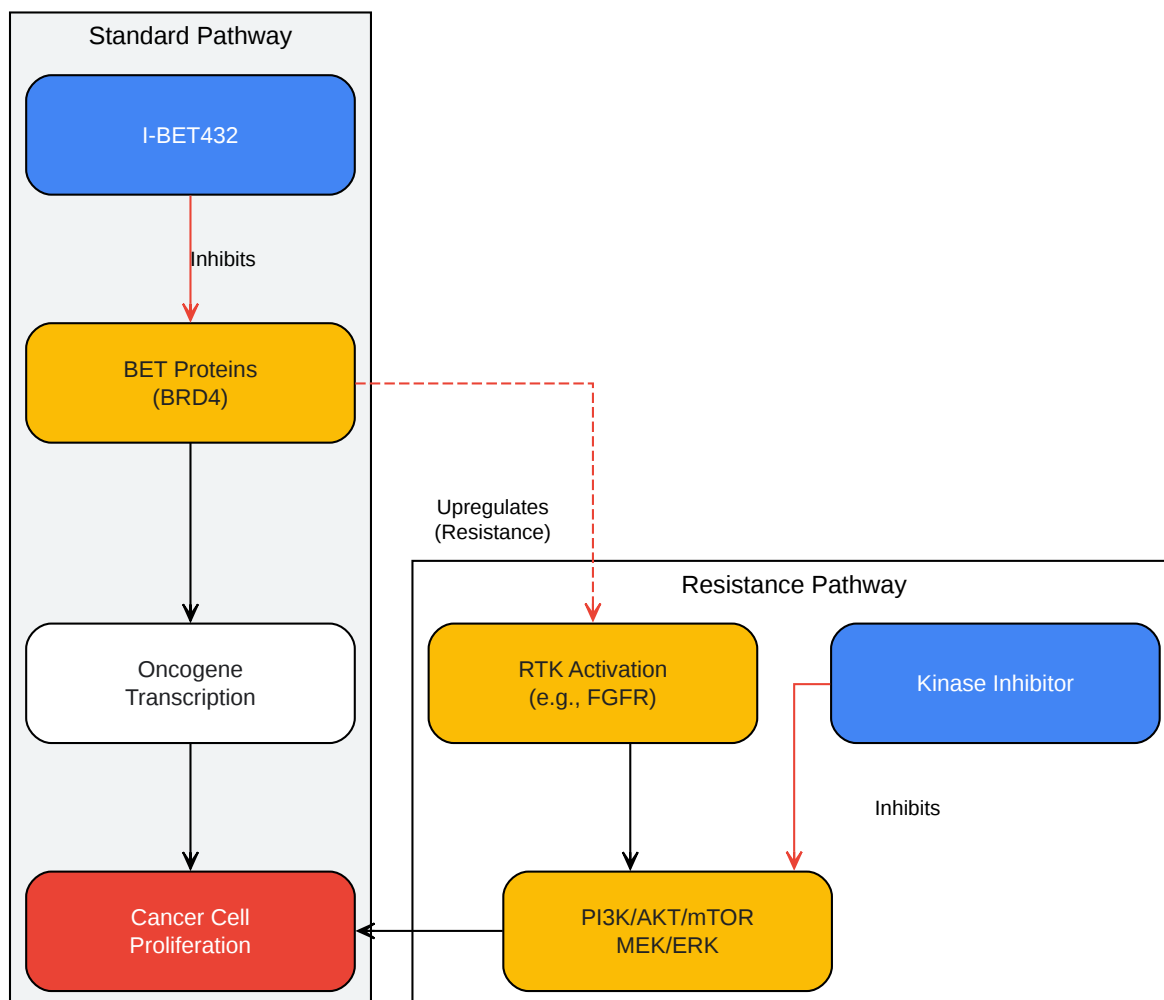 Standard Pathway
I-BET432
Inhibits
BET Proteins
(BRD4)
Upregulates
(Resistance)
Resistance Pathway
Oncogene
Transcription
RTK Activation
(e.g., FGFR)
Kinase Inhibitor
Inhibits
Cancer Cell
Proliferation
PI3K/AKT/mTOR
MEK/ERK